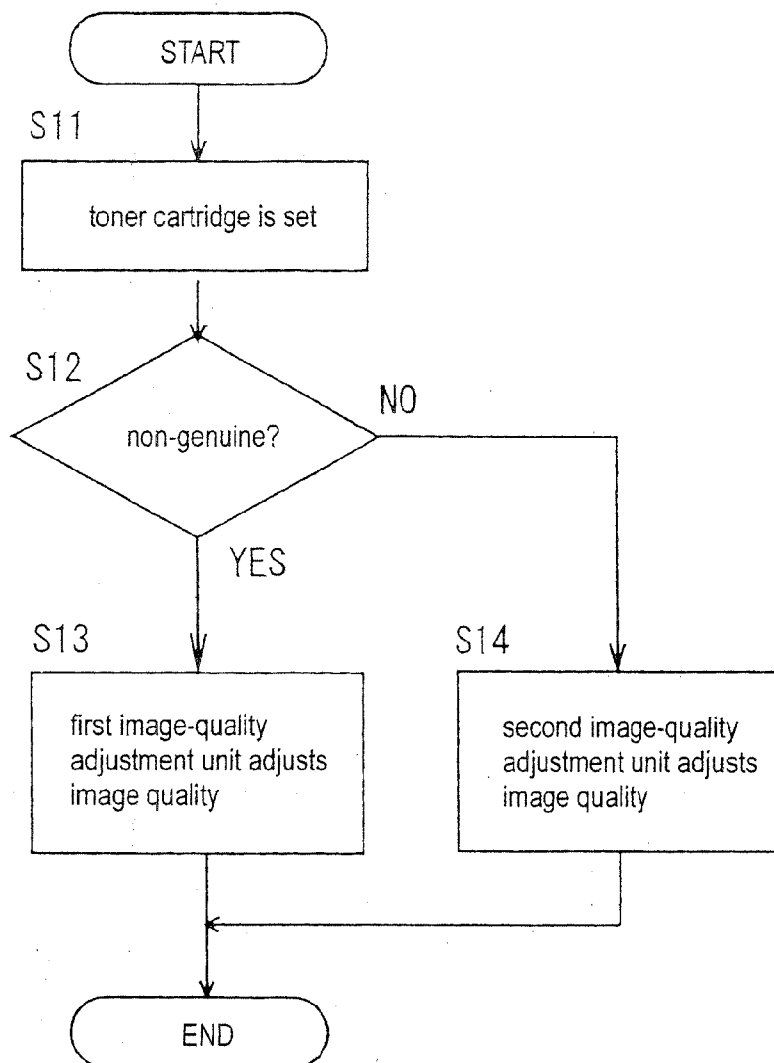 START
S11
toner cartridge is set
S12
non-genuine?
NO
YES
S13
first image-quality
adjustment unit adjusts
image quality
S14
second image-quality
adjustment unit adjusts
image quality
END